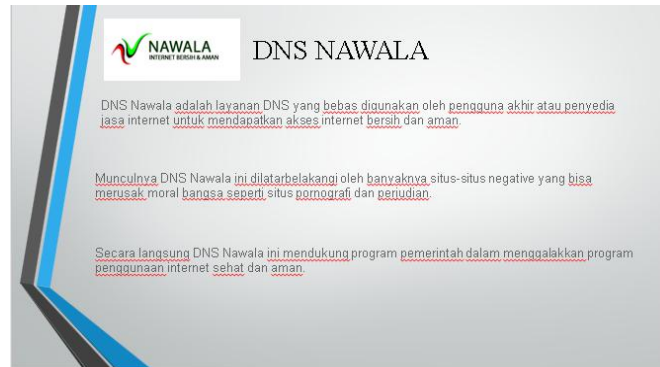 NAWALA
INTERNET BERSIH & AMAN
DNS NAWALA
DNS Nawala adalah layanan DNS yang bebas digunakan oleh pengguna akhir atau penyedia
jasa internet untuk mendapatkan akses internet bersih dan aman.
Munculnya DNS Nawala ini dilatarbelakangi oleh banyaknya situs-situs negative yang bisa
merusak moral bangsa seperti situs pornografi dan perjudian.
Secara langsung DNS Nawala ini mendukung program pemerintah dalam menggalakkan program
penggunaan internet sehat dan aman.